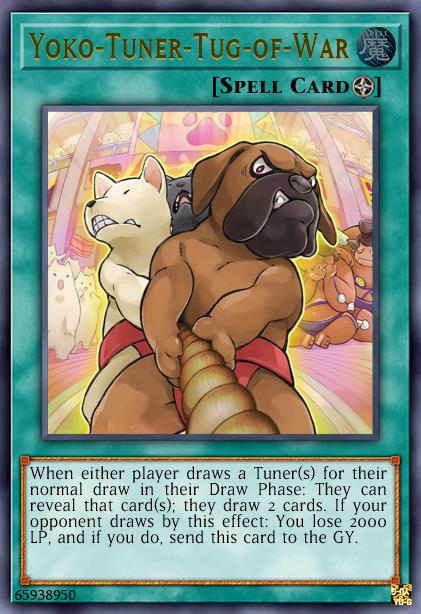 YOKO-TUNER-TUG-OF-WAR
魔
[SPELL CARD]
When either player draws a Tuner(s) for their
normal draw in their Draw Phase: They can
reveal that card(s); they draw 2 cards. If your
opponent draws by this effect: You lose 2000
LP, and if you do, send this card to the GY.
65938950